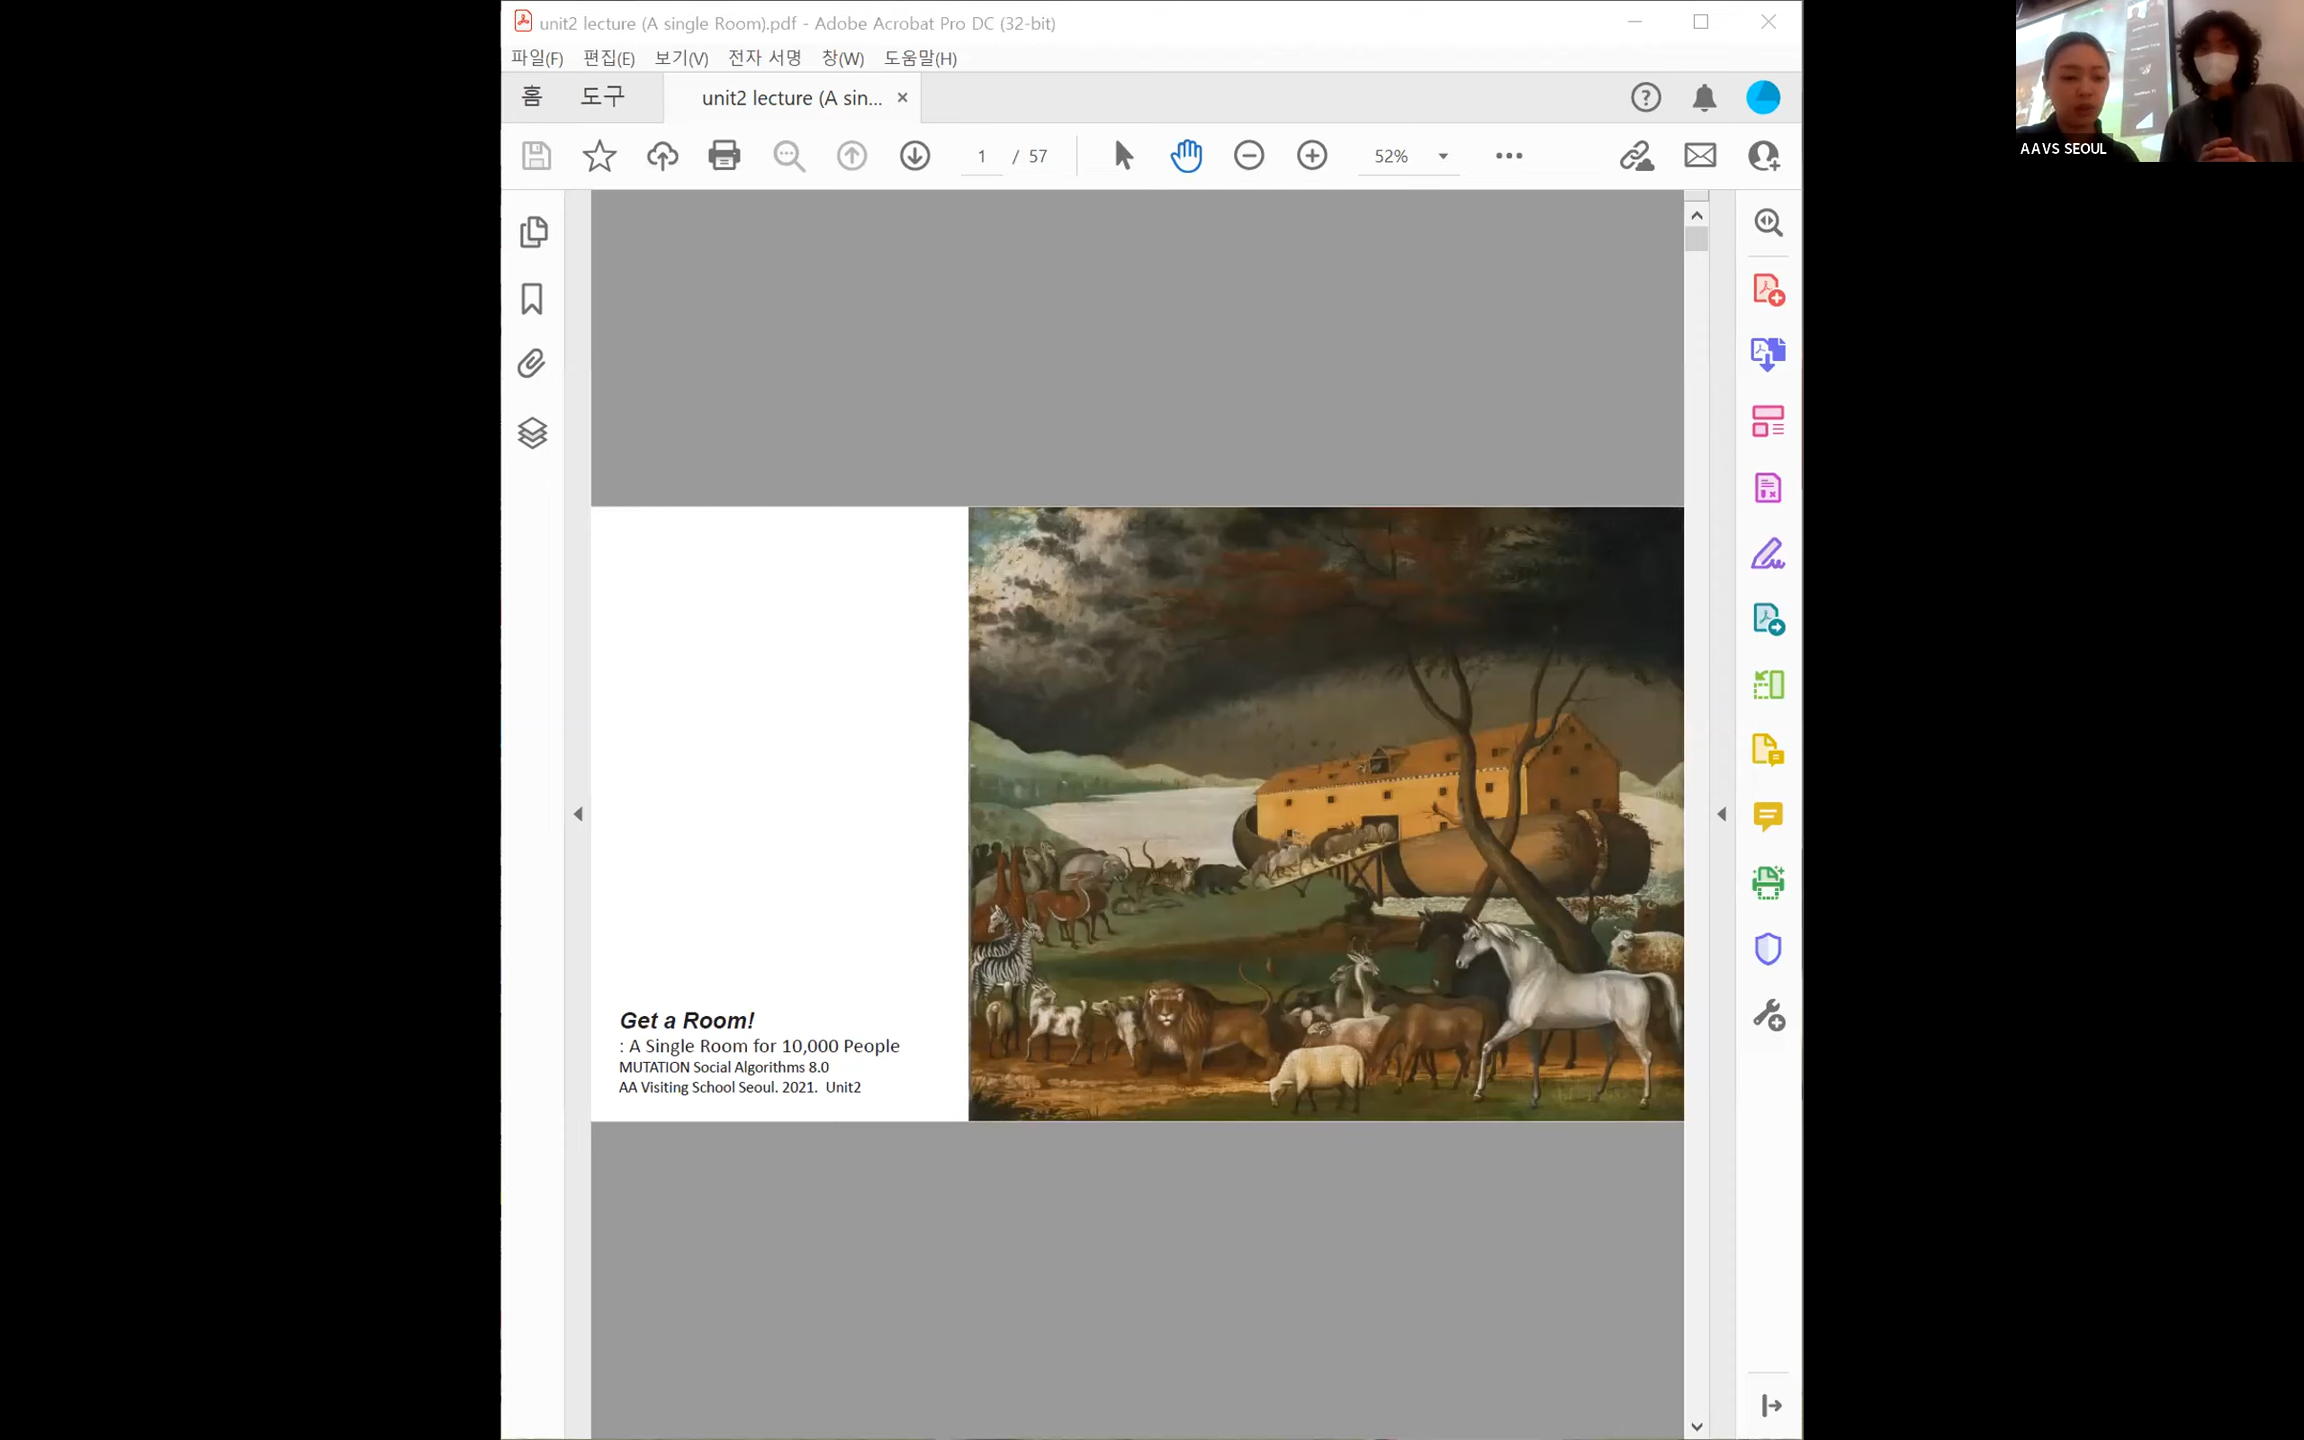 unit2 lecture (A single Room).pdf - Adobe Acrobat Pro DC (32-bit)
파일(F) 편집(E) 보기(V) 전자 서명 창(W) 도움말(H)
홈 도구 unit2 lecture (A sin... ×
1 / 57 52%
AAVS SEOUL
Get a Room!
: A Single Room for 10,000 People
MUTATION Social Algorithms 8.0
AA Visiting School Seoul. 2021. Unit2